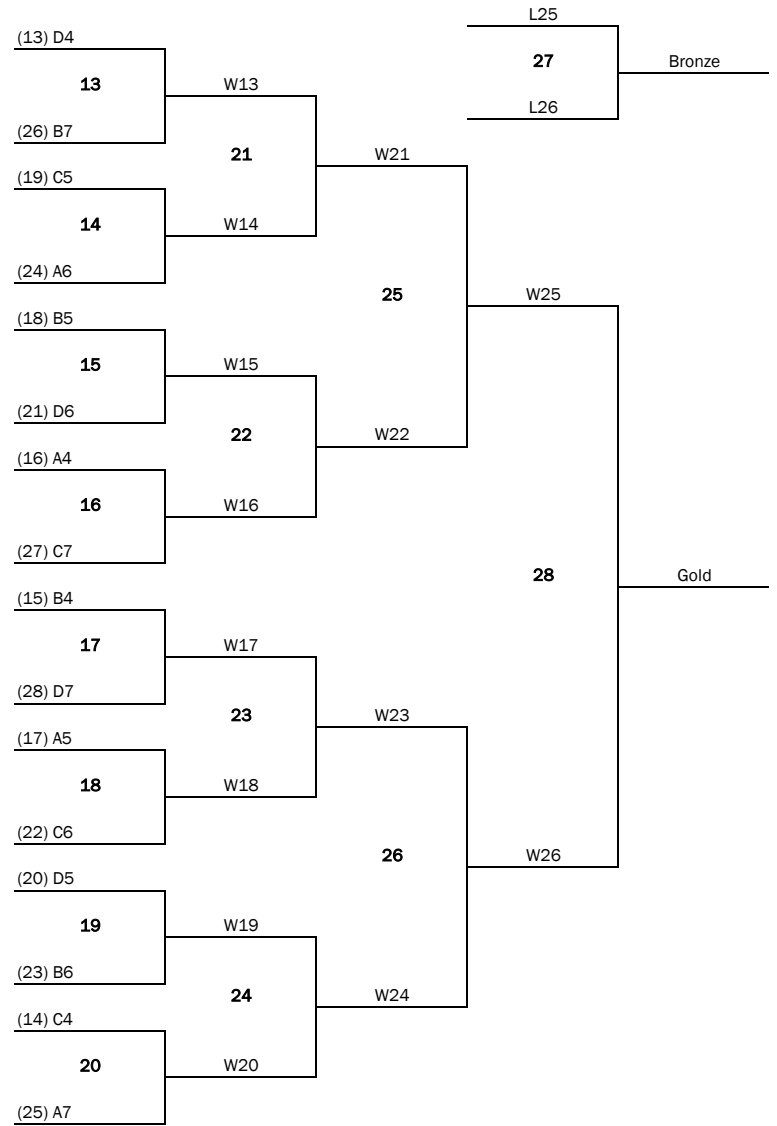 L25
(13) D4
27
Bronze
13
W13
L26
(26) B7
21
W21
(19) C5
14
W14
(24) A6
25
W25
(18) B5
15
W15
(21) D6
22
W22
(16) A4
16
W16
(27) C7
28
Gold
(15) B4
17
W17
(28) D7
23
W23
(17) A5
18
W18
(22) C6
26
W26
(20) D5
19
W19
(23) B6
24
W24
(14) C4
20
W20
(25) A7